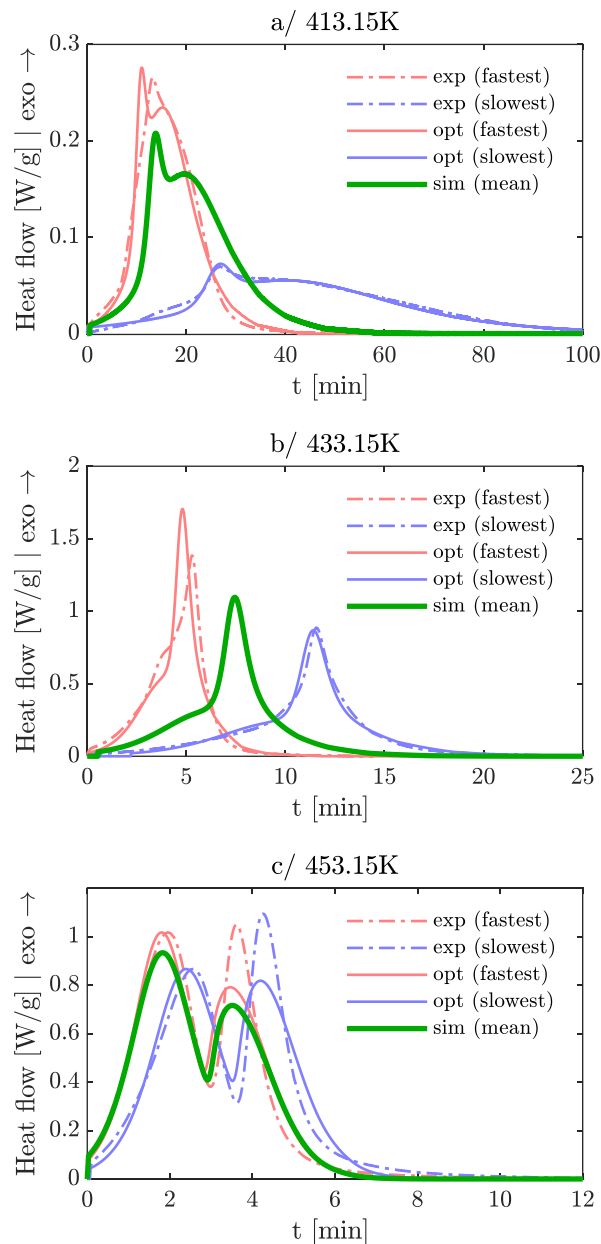 a/ 413.15K
Heat flow [W/g] | exo →
0.3
0.2
0.1
0
exp (fastest)
exp (slowest)
opt (fastest)
opt (slowest)
sim (mean)
0 20 40 60 80 100
t [min]
b/ 433.15K
Heat flow [W/g] | exo →
2
1.5
1
0.5
0
exp (fastest)
exp (slowest)
opt (fastest)
opt (slowest)
sim (mean)
0 5 10 15 20 25
t [min]
c/ 453.15K
Heat flow [W/g] | exo →
1
0.8
0.6
0.4
0.2
0
exp (fastest)
exp (slowest)
opt (fastest)
opt (slowest)
sim (mean)
0 2 4 6 8 10 12
t [min]